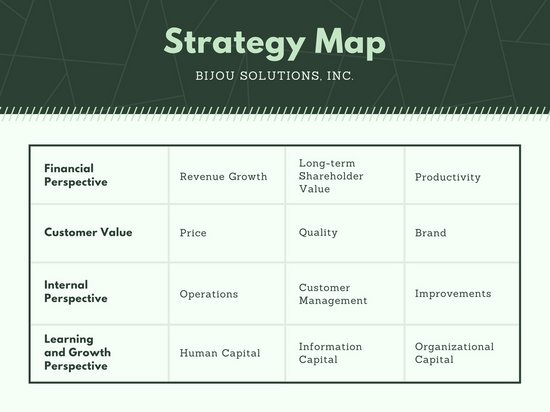 Strategy Map
BIJOU SOLUTIONS, INC.
Financial
Perspective
Revenue Growth
Long-term
Shareholder
Value
Productivity
Customer Value
Price
Quality
Brand
Internal
Perspective
Operations
Customer
Management
Improvements
Learning
and Growth
Perspective
Human Capital
Information
Capital
Organizational
Capital